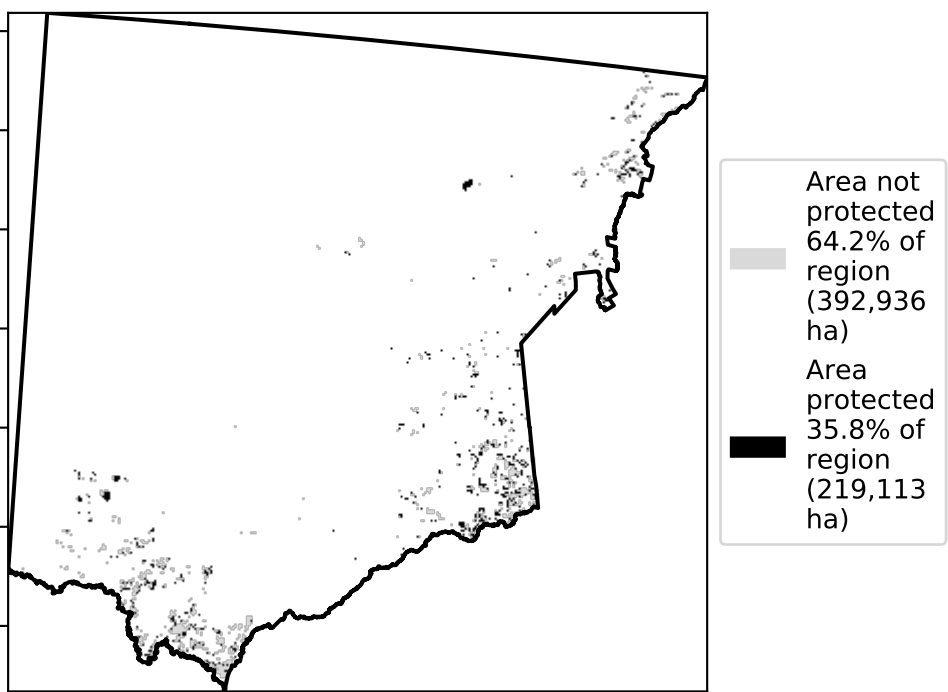 Area not
protected
64.2% of
region
(392,936
ha)
Area
protected
35.8% of
region
(219,113
ha)